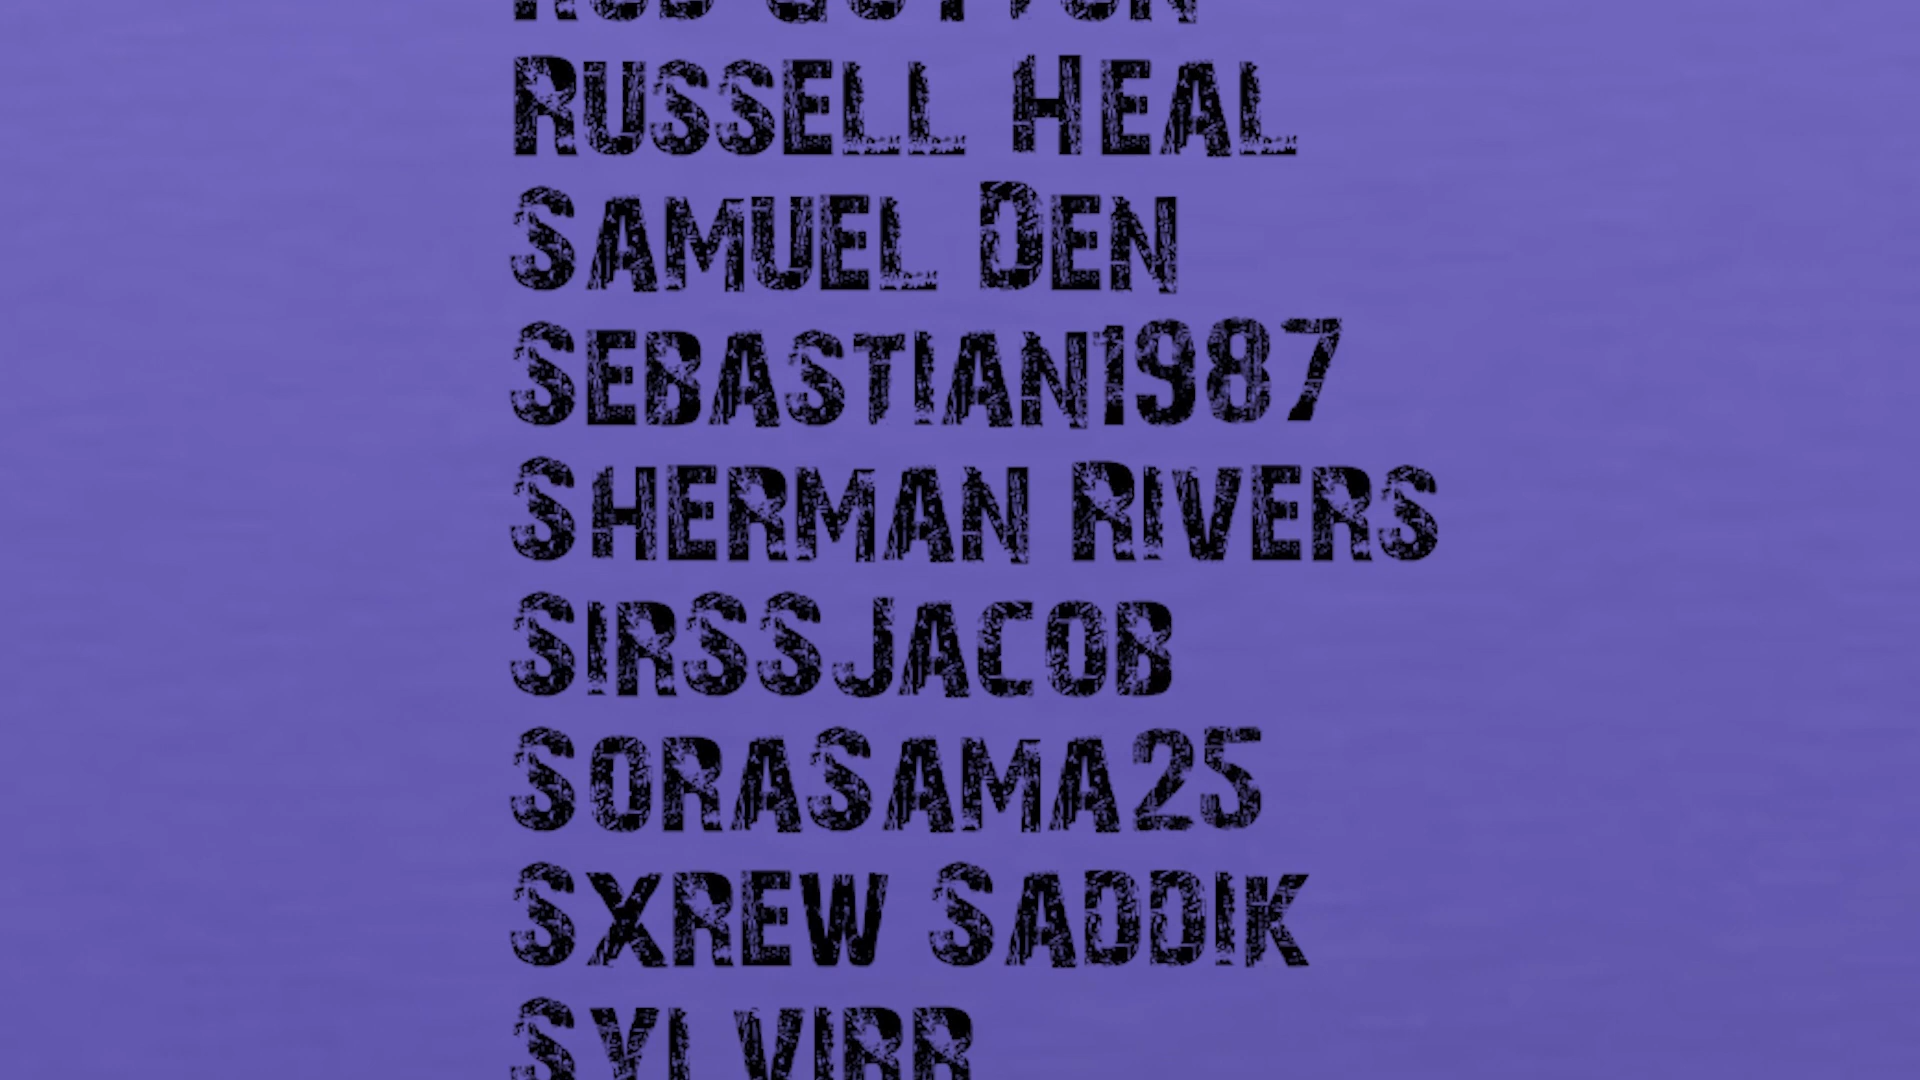 Russell Heal
Samuel Den
Sebastian1987
Sherman Rivers
SirSSJacob
SoraSama25
Sxrew Saddik